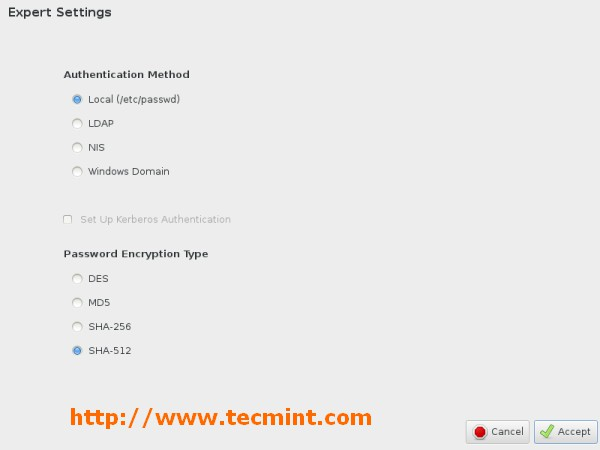 Expert Settings
Authentication Method
Local (/etc/passwd)
LDAP
NIS
Windows Domain
Set Up Kerberos Authentication
Password Encryption Type
DES
MD5
SHA-256
SHA-512
http://www.tecmint.com
Cancel
Accept